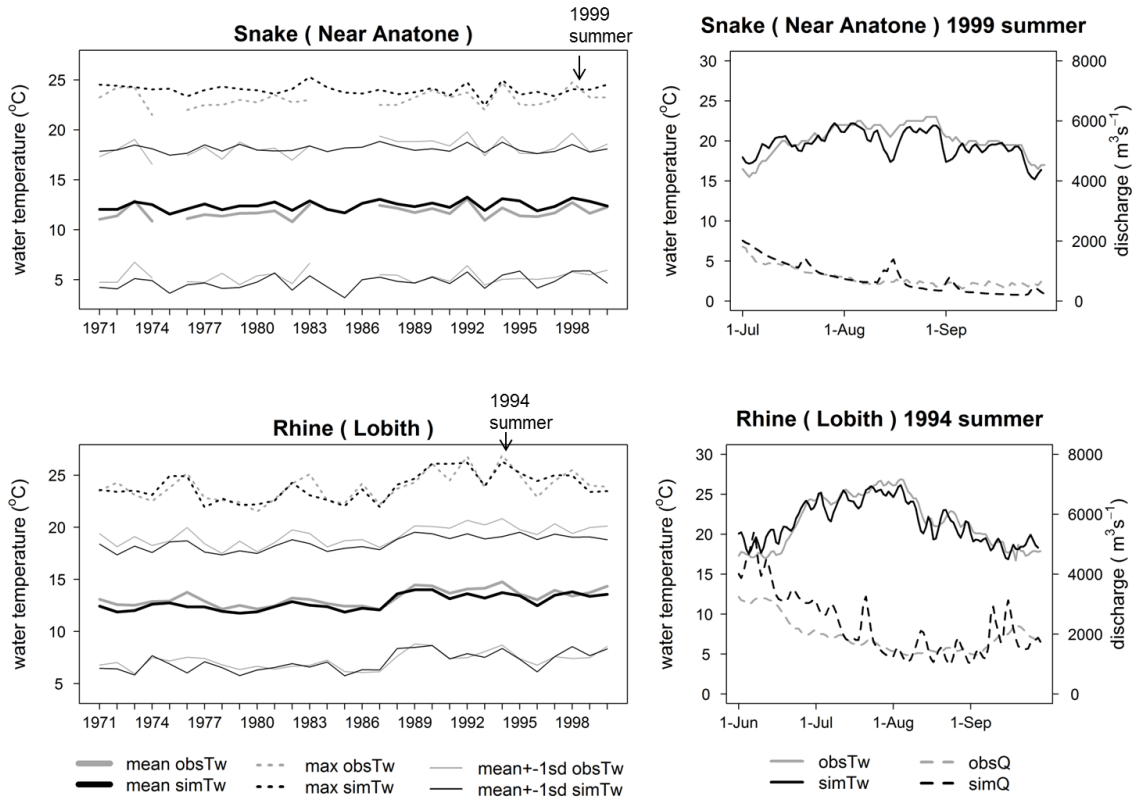 1999
summer
Snake ( Near Anatone )
water temperature (°C)
25
20
15
10
5
1971 1974 1977 1980 1983 1986 1989 1992 1995 1998
Snake ( Near Anatone ) 1999 summer
water temperature (°C)
30
25
20
15
10
5
0
8000
6000
4000
2000
0
discharge ( m³s⁻¹)
1-Jul 1-Aug 1-Sep
1994
summer
Rhine ( Lobith )
water temperature (°C)
25
20
15
10
5
1971 1974 1977 1980 1983 1986 1989 1992 1995 1998
Rhine ( Lobith ) 1994 summer
water temperature (°C)
30
25
20
15
10
5
0
8000
6000
4000
2000
0
discharge ( m³s⁻¹)
1-Jun 1-Jul 1-Aug 1-Sep
mean obsTw max obsTw mean+-1sd obsTw
mean simTw max simTw mean+-1sd simTw
obsTw obsQ
simTw simQ